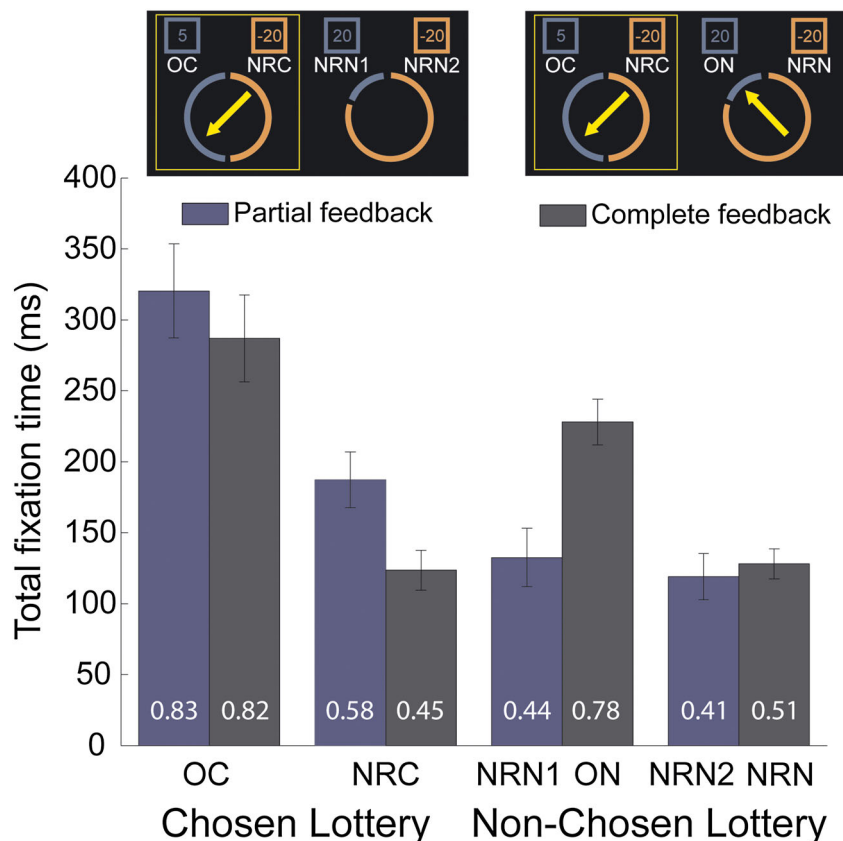 5 -20 20 -20
OC NRC NRN1 NRN2
5 -20 20 -20
OC NRC ON NRN
Partial feedback
Complete feedback
Total fixation time (ms)
400
350
300
250
200
150
100
50
0
0.83 0.82 0.58 0.45 0.44 0.78 0.41 0.51
OC NRC NRN1 ON NRN2 NRN
Chosen Lottery Non-Chosen Lottery